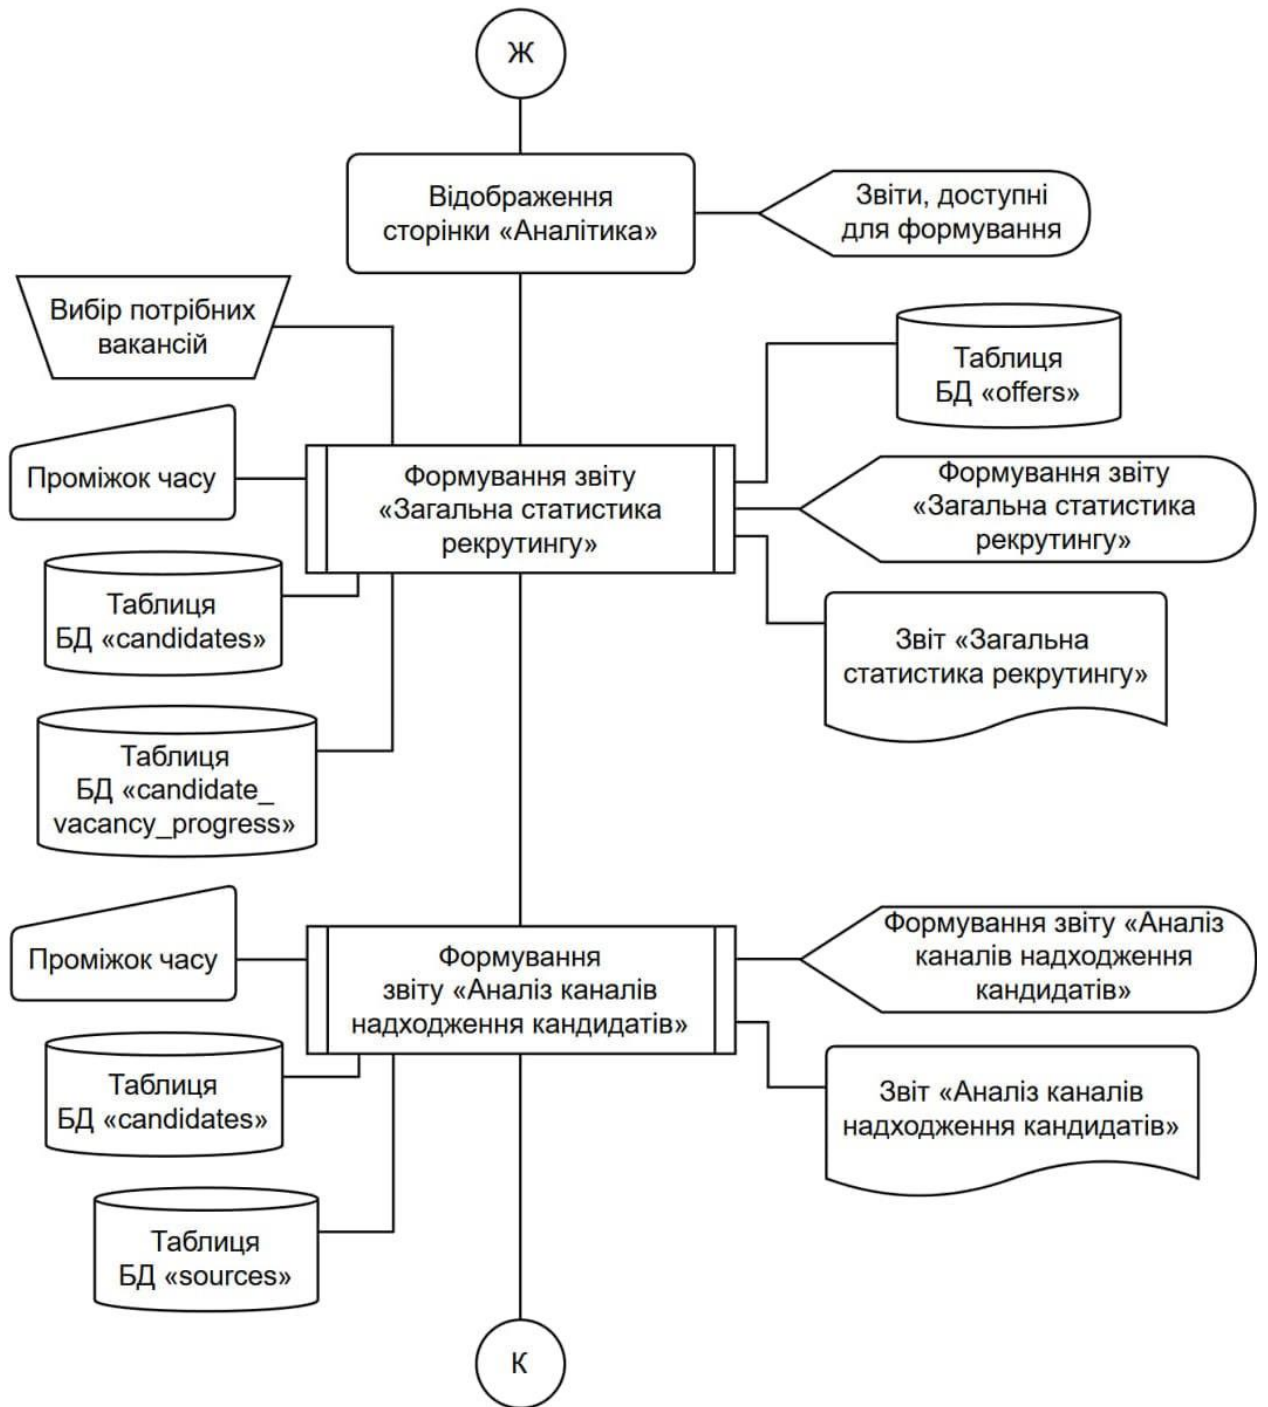 Ж
Відображення
сторінки «Аналітика»
Звіти, доступні
для формування
Вибір потрібних
вакансій
Таблиця
БД «offers»
Проміжок часу
Формування звіту
«Загальна статистика
рекрутингу»
Формування звіту
«Загальна статистика
рекрутингу»
Таблиця
БД «candidates»
Звіт «Загальна
статистика рекрутингу»
Таблиця
БД «candidate_
vacancy_progress»
Проміжок часу
Формування
звіту «Аналіз каналів
надходження кандидатів»
Формування звіту «Аналіз
каналів надходження
кандидатів»
Таблиця
БД «candidates»
Звіт «Аналіз каналів
надходження кандидатів»
Таблиця
БД «sources»
К